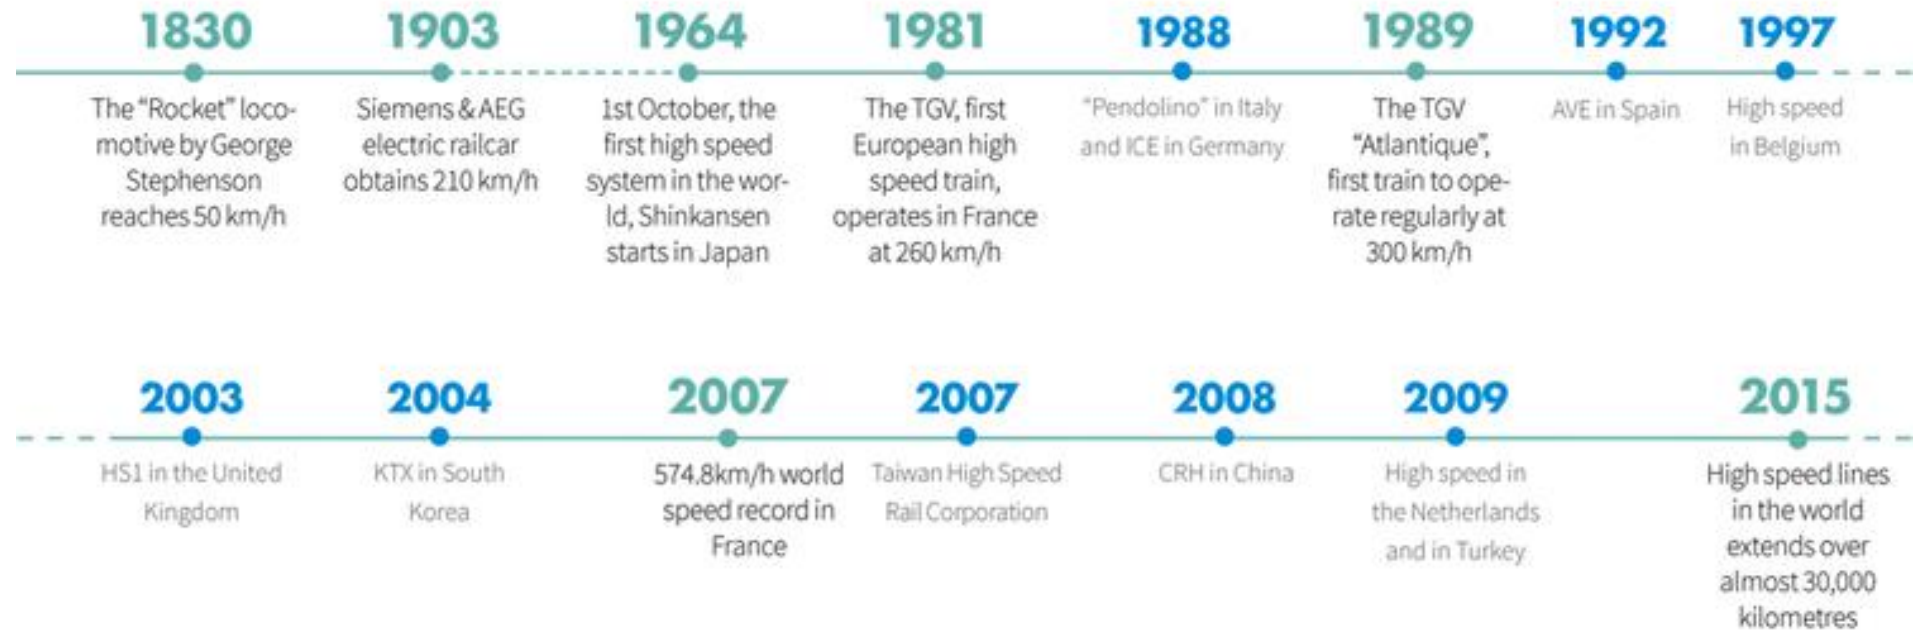 1830
The “Rocket” loco-
motive by George
Stephenson
reaches 50 km/h
1903
Siemens & AEG
electric railcar
obtains 210 km/h
1964
1st October, the
first high speed
system in the wor-
ld, Shinkansen
starts in Japan
1981
The TGV, first
European high
speed train,
operates in France
at 260 km/h
1988
“Pendolino” in Italy
and ICE in Germany
1989
The TGV
“Atlantique”,
first train to ope-
rate regularly at
300 km/h
1992
AVE in Spain
1997
High speed
in Belgium
2003
HS1 in the United
Kingdom
2004
KTX in South
Korea
2007
574.8km/h world
speed record in
France
2007
Taiwan High Speed
Rail Corporation
2008
CRH in China
2009
High speed in
the Netherlands
and in Turkey
2015
High speed lines
in the world
extends over
almost 30,000
kilometres